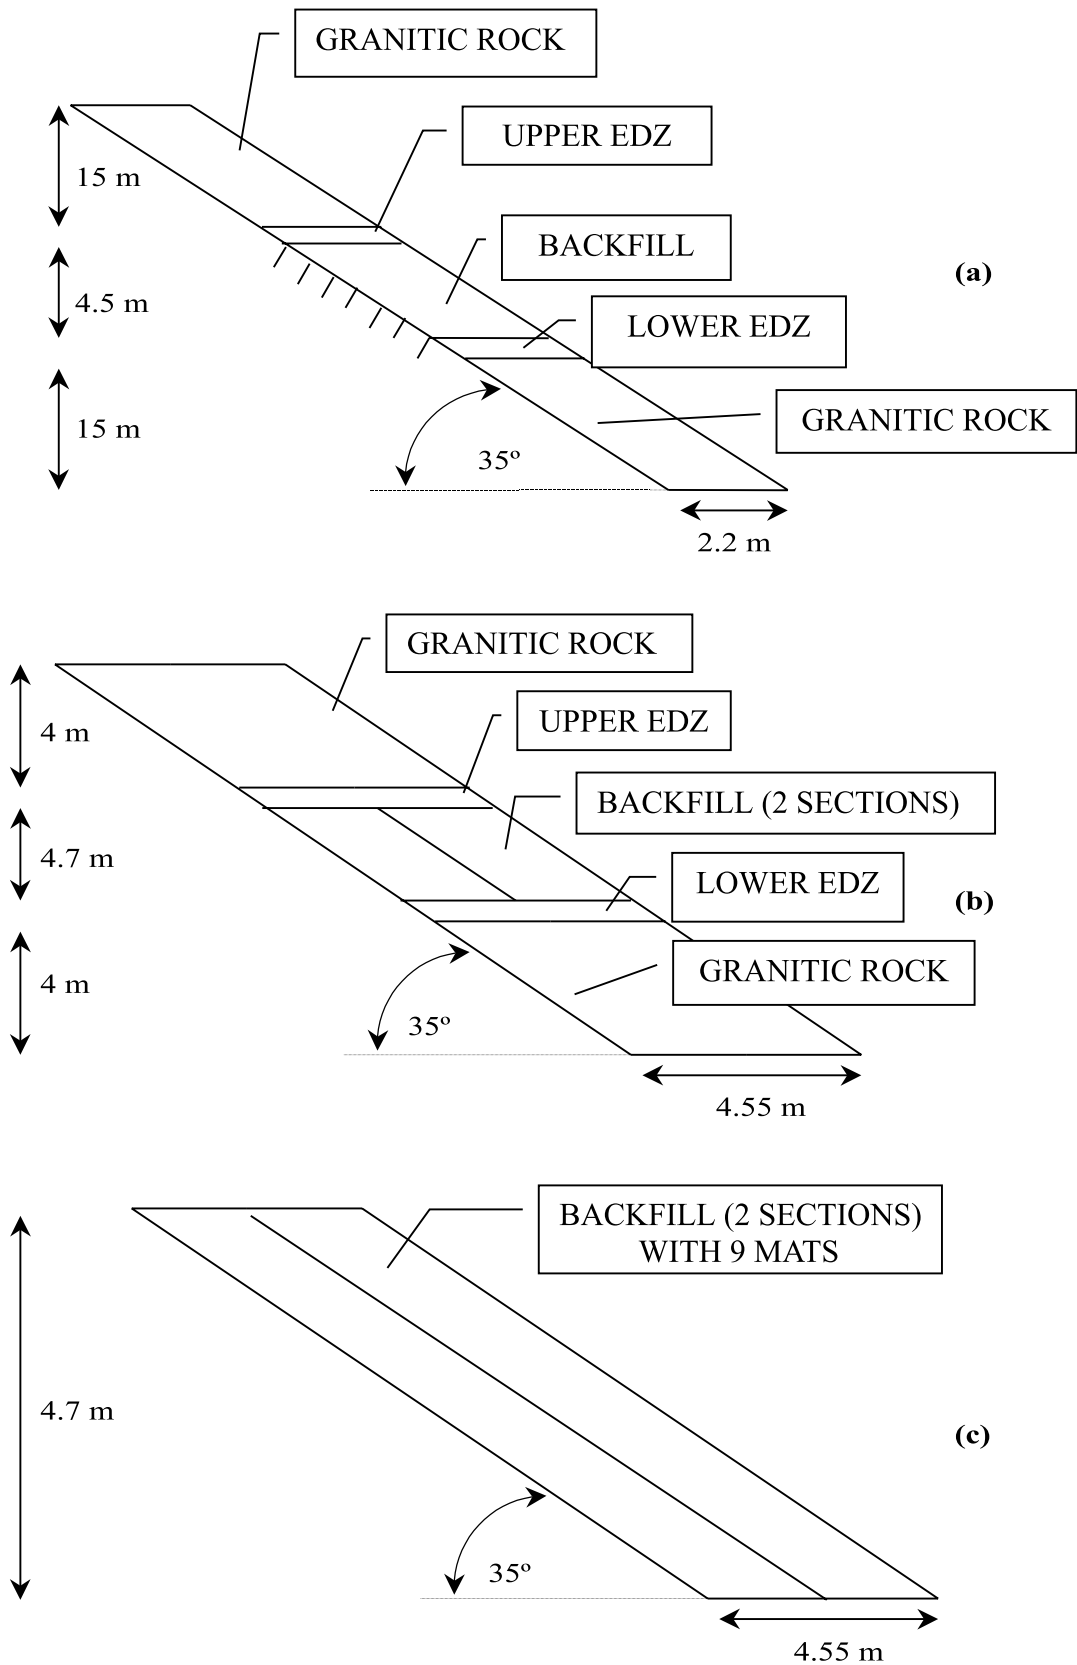 GRANITIC ROCK
UPPER EDZ
15 m
BACKFILL
(a)
4.5 m
LOWER EDZ
GRANITIC ROCK
15 m
35º
2.2 m
GRANITIC ROCK
UPPER EDZ
4 m
BACKFILL (2 SECTIONS)
4.7 m
LOWER EDZ
(b)
GRANITIC ROCK
4 m
35º
4.55 m
BACKFILL (2 SECTIONS)
WITH 9 MATS
4.7 m
(c)
35º
4.55 m